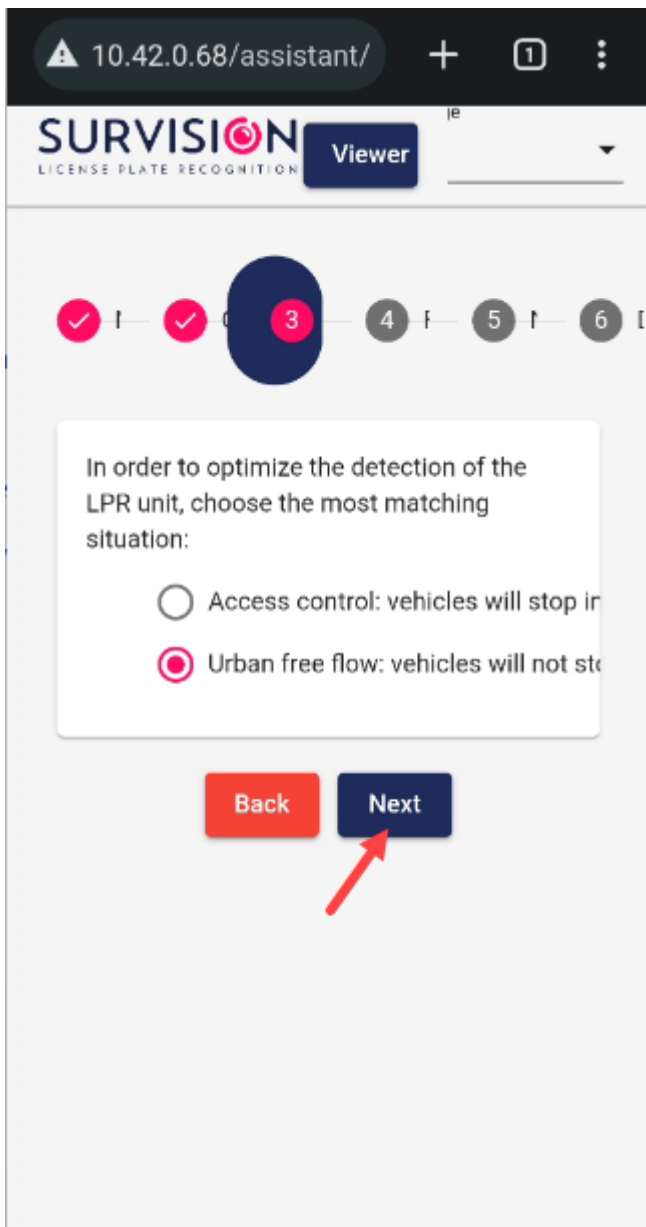 10.42.0.68/assistant/
1
SURVISION
LICENSE PLATE RECOGNITION
Viewer
3
4
5
6
In order to optimize the detection of the
LPR unit, choose the most matching
situation:
Access control: vehicles will stop in
Urban free flow: vehicles will not sto
Back
Next